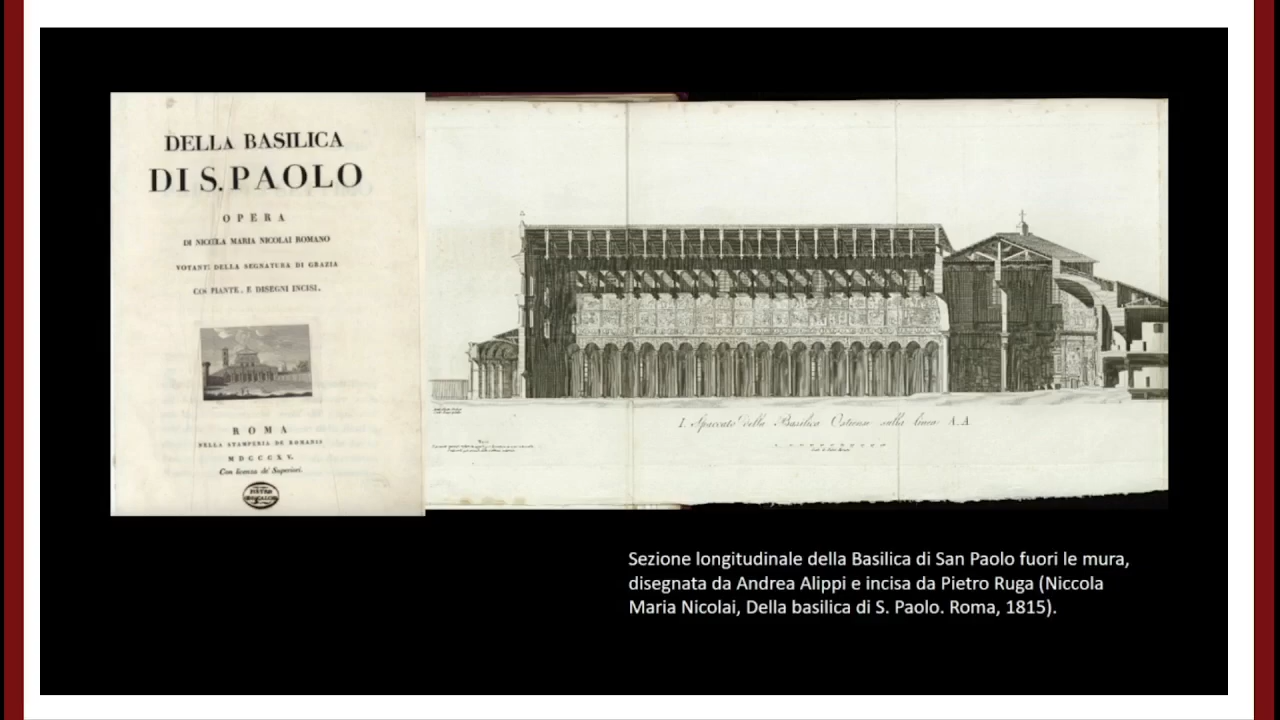 DELLA BASILICA
DI S. PAOLO
OPERA
DI NICOLA MARIA NICOLAI ROMANO
VOTANTE DELLA SEGNATURA DI GRAZIA
CON PIANTE, E DISEGNI INCISI.
ROMA
NELLA STAMPERIA DE ROMANIS
MDCCCXV.
Con licenza de' Superiori.
I. Spaccato della Basilica Ostiense sulla linea A.A
Sezione longitudinale della Basilica di San Paolo fuori le mura,
disegnata da Andrea Alippi e incisa da Pietro Ruga (Niccola
Maria Nicolai, Della basilica di S. Paolo. Roma, 1815).